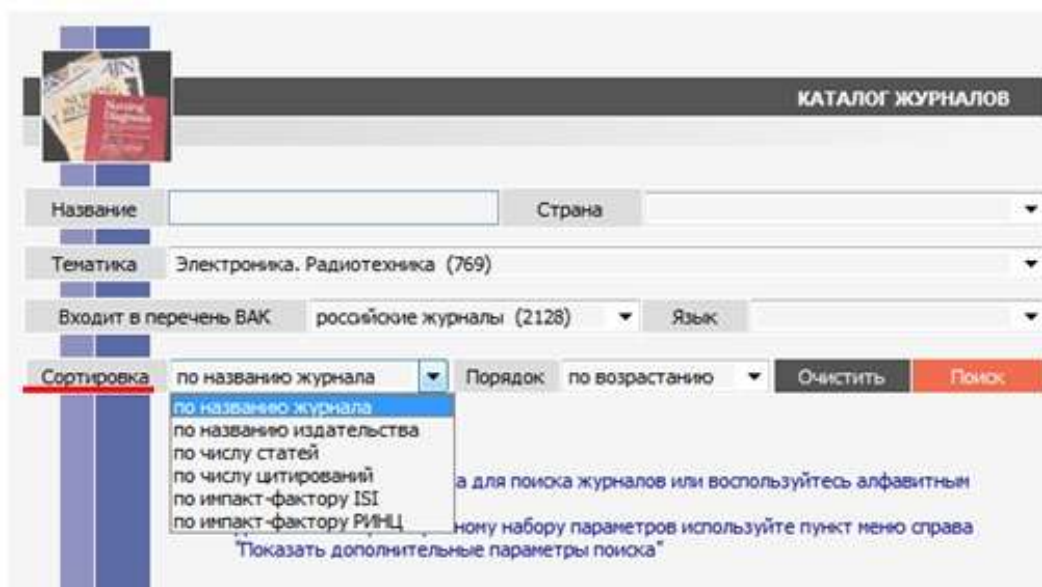 AJN
Nursing
Diagnosis
КАТАЛОГ ЖУРНАЛОВ
Название Страна
Тематика Электроника. Радиотехника (769)
Входит в перечень ВАК российские журналы (2128) Язык
Сортировка по названию журнала Порядок по возрастанию Очистить Поиск
по названию журнала
по названию издательства
по числу статей
по числу цитирований
а для поиска журналов или воспользуйтесь алфавитным
по импакт-фактору ISI
по импакт-фактору РИНЦ
ному набору параметров используйте пункт меню справа
"Показать дополнительные параметры поиска"